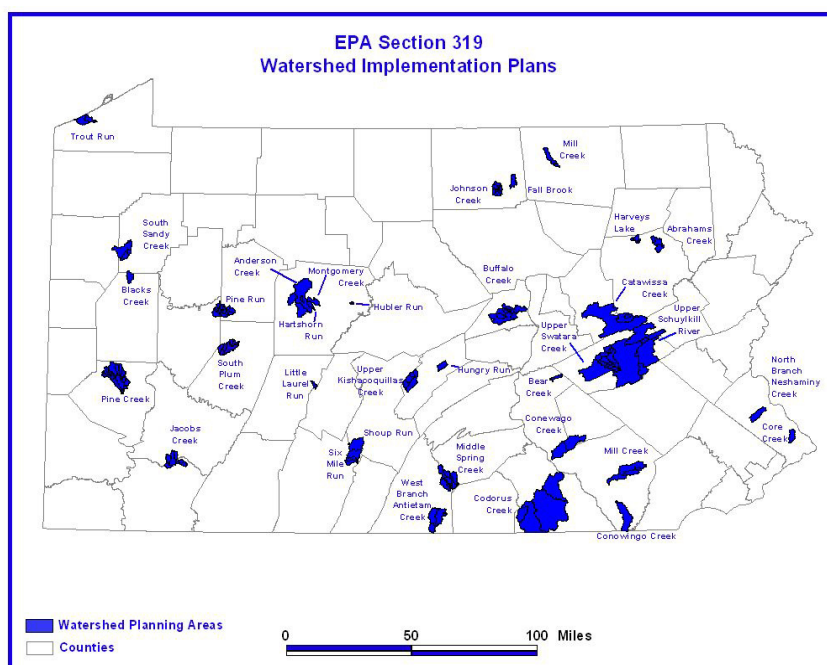 EPA Section 319
Watershed Implementation Plans
Trout Run
Mill
Creek
Johnson
Creek
Fall Brook
South
Sandy
Creek
Harveys
Lake
Abrahams
Creek
Anderson
Creek
Montgomery
Creek
Buffalo
Creek
Catawissa
Creek
Blacks
Creek
Pine Run
Hubler Run
Hartshorn
Run
Upper
Schuylkill
River
Upper
Swatara
Creek
South
Plum
Creek
Little
Laurel
Run
Upper
Kishacoquillas
Creek
Hungry Run
Bear
Creek
North
Branch
Neshaminy
Creek
Pine Creek
Jacobs
Creek
Shoup Run
Six
Mile
Run
Middle
Spring
Creek
Conewago
Creek
Mill Creek
Core
Creek
West
Branch
Antietam
Creek
Codorus
Creek
Conowingo Creek
Watershed Planning Areas
Counties
0 50 100 Miles